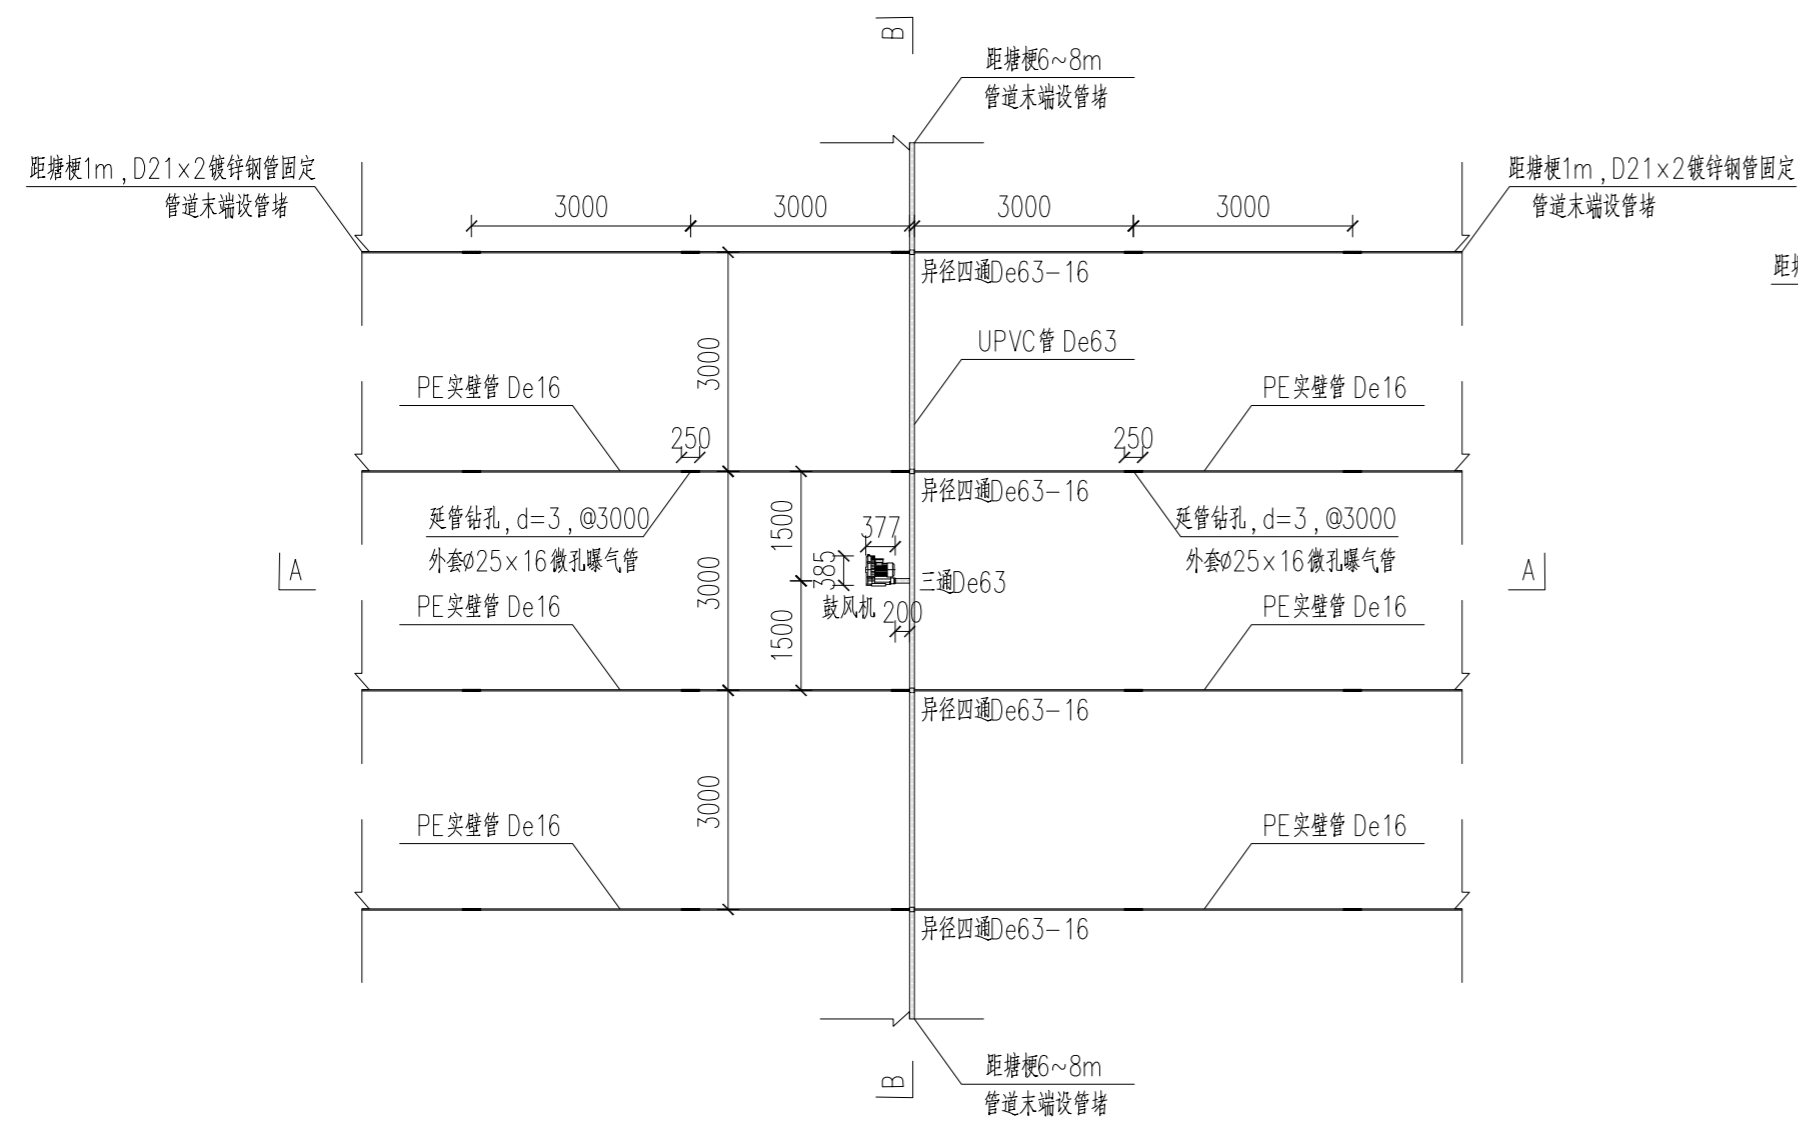 B
距塘梗6~8m
管道末端设管堵
距塘梗1m,D21×2镀锌钢管固定
管道末端设管堵
距塘梗1m,D21×2镀锌钢管固定
管道末端设管堵
3000
3000
3000
3000
异径四通De63-16
距塘
UPVC管 De63
3000
PE实壁管 De16
PE实壁管 De16
250
250
异径四通De63-16
延管钻孔,d=3,@3000
外套ø25×16微孔曝气管
1500
377
385
延管钻孔,d=3,@3000
外套ø25×16微孔曝气管
A
3000
三通De63
A
鼓风机
200
PE实壁管 De16
PE实壁管 De16
1500
异径四通De63-16
3000
PE实壁管 De16
PE实壁管 De16
异径四通De63-16
距塘梗6~8m
管道末端设管堵
B